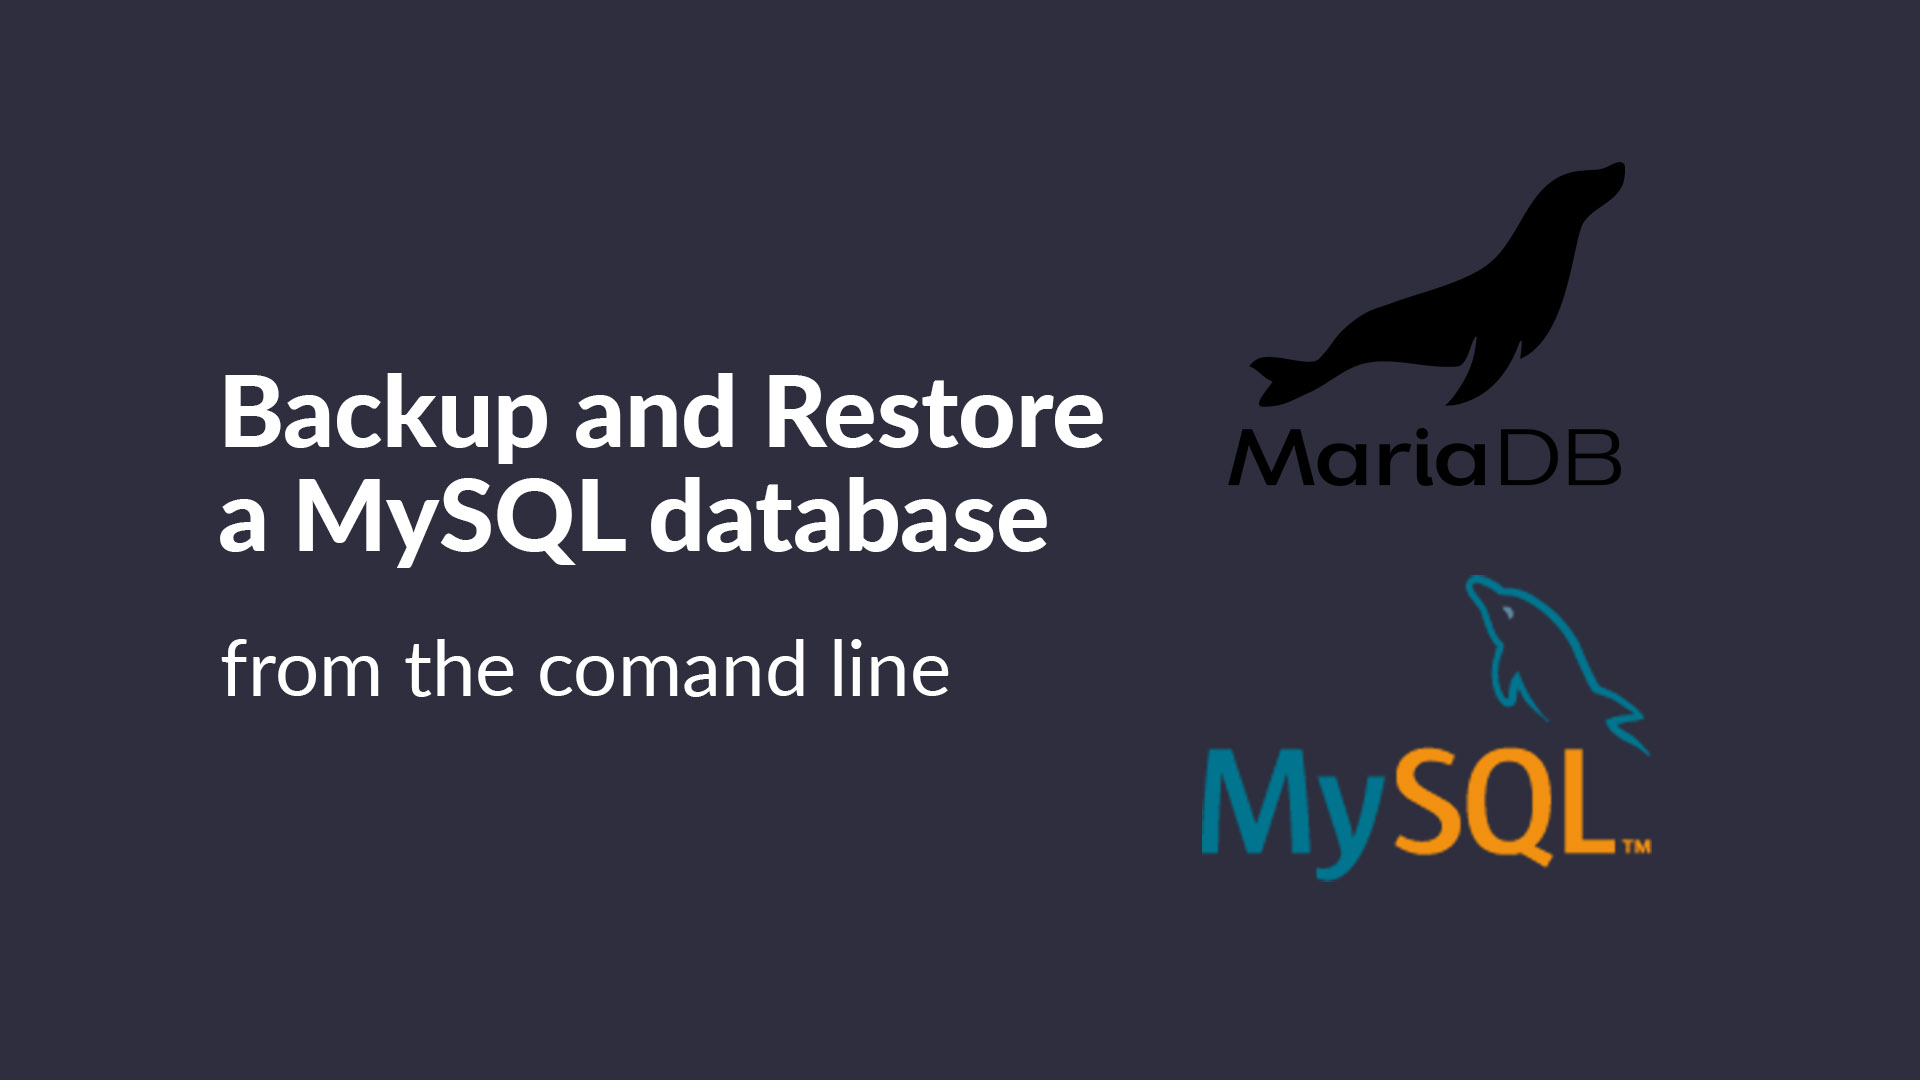 Backup and Restore
a MySQL database
from the comand line
MariaDB
MySQL™